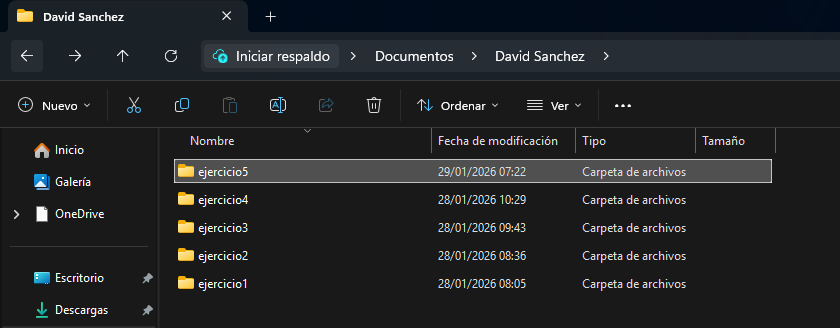 David Sanchez
Iniciar respaldo Documentos David Sanchez
Nuevo Ordenar Ver
Nombre Fecha de modificación Tipo Tamaño
Inicio
Galería
OneDrive
Escritorio
Descargas
ejercicio5 29/01/2026 07:22 Carpeta de archivos
ejercicio4 28/01/2026 10:29 Carpeta de archivos
ejercicio3 28/01/2026 09:43 Carpeta de archivos
ejercicio2 28/01/2026 08:36 Carpeta de archivos
ejercicio1 28/01/2026 08:05 Carpeta de archivos